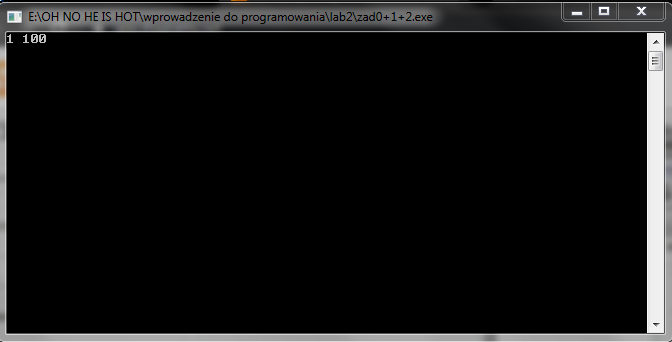 E:\OH NO HE IS HOT\wprowadzenie do programowania\lab2\zad0+1+2.exe
1 100